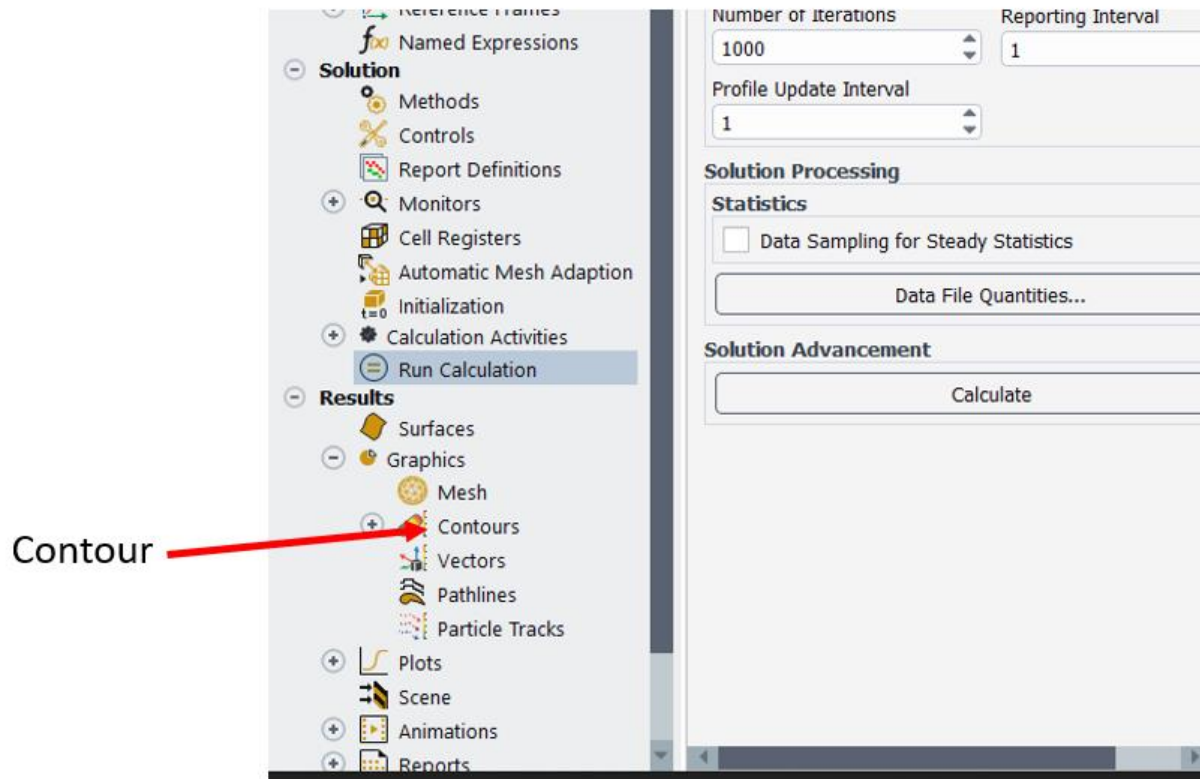 Reference Frames
f(x) Named Expressions
Solution
Methods
Controls
Report Definitions
Monitors
Cell Registers
Automatic Mesh Adaption
t=0 Initialization
Calculation Activities
Run Calculation
Results
Surfaces
Graphics
Mesh
Contours
Vectors
Pathlines
Particle Tracks
Plots
Scene
Animations
Reports
Contour
Number of Iterations
Reporting Interval
1000
1
Profile Update Interval
1
Solution Processing
Statistics
Data Sampling for Steady Statistics
Data File Quantities...
Solution Advancement
Calculate